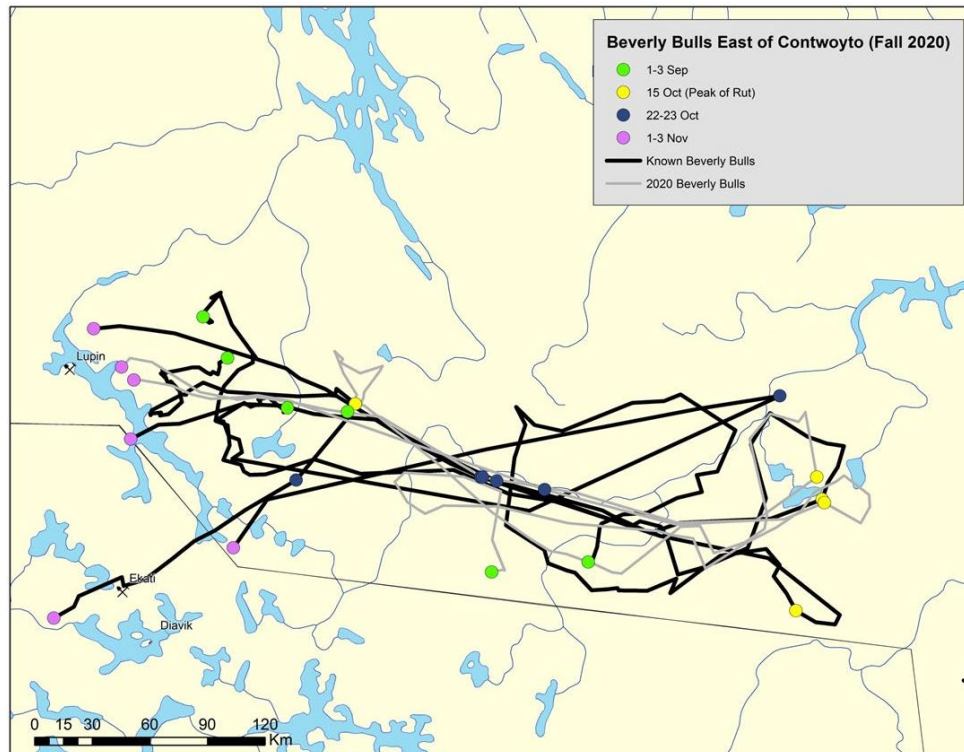 Beverly Bulls East of Contwoyto (Fall 2020)
1-3 Sep
15 Oct (Peak of Rut)
22-23 Oct
1-3 Nov
Known Beverly Bulls
2020 Beverly Bulls
Lupin
Ekati
Diavik
0 15 30 60 90 120
Km